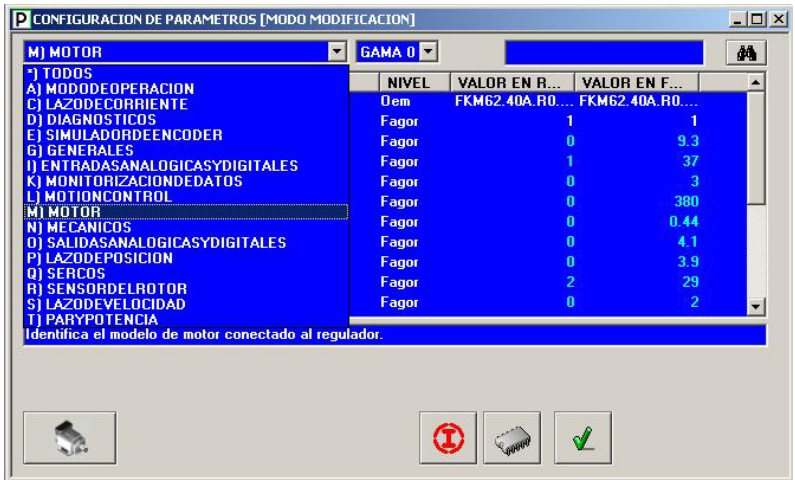 P CONFIGURACION DE PARAMETROS [MODO MODIFICACION]
M) MOTOR GAMA 0
*) TODOS
A) MODODEOPERACION
C) LAZODECORRIENTE
D) DIAGNOSTICOS
E) SIMULADORDEENCODER
G) GENERALES
I) ENTRADASANALOGICASYDIGITALES
K) MONITORIZACIONDEDATOS
L) MOTIONCONTROL
M) MOTOR
N) MECANICOS
O) SALIDASANALOGICASYDIGITALES
P) LAZODEPOSICION
Q) SERCOS
R) SENSORDELROTOR
S) LAZODEVELOCIDAD
T) PARYPOTENCIA
NIVEL VALOR EN R... VALOR EN F...
Oem FKM62.40A.R0.... FKM62.40A.R0....
Fagor 1 1
Fagor 0 9.3
Fagor 1 37
Fagor 0 3
Fagor 0 380
Fagor 0 0.44
Fagor 0 4.1
Fagor 0 3.9
Fagor 2 29
Fagor 0 2
Identifica el modelo de motor conectado al regulador.